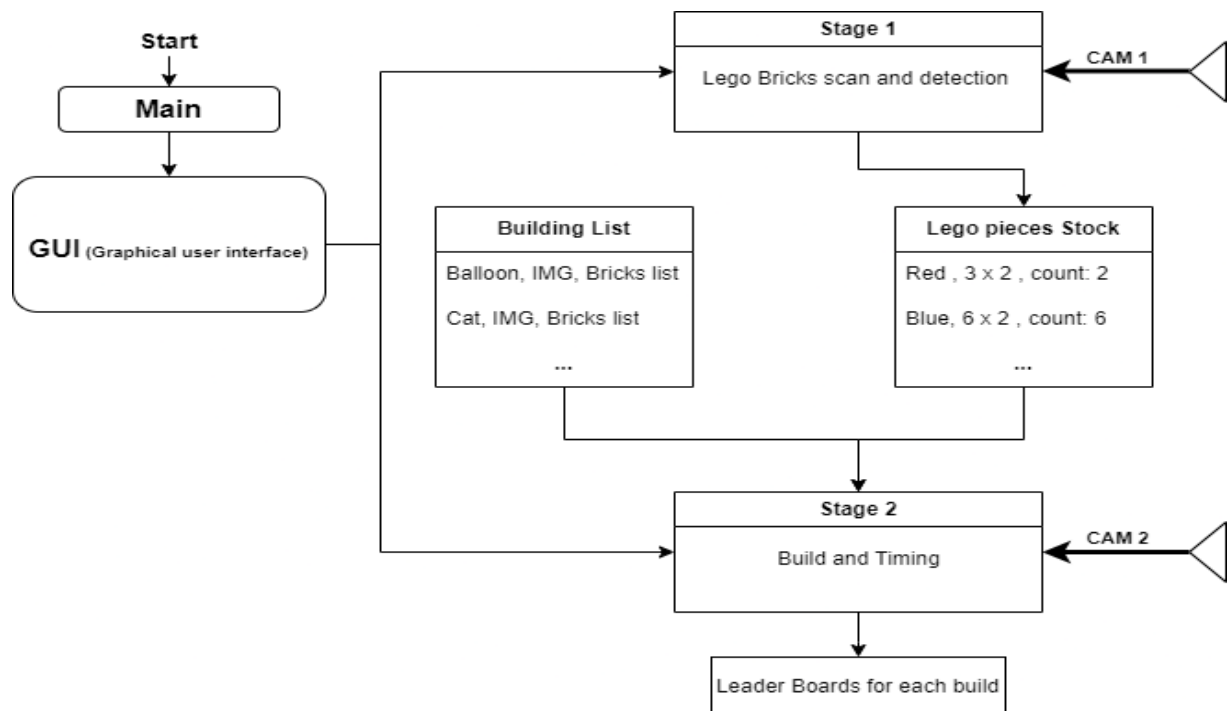 Start
Main
GUI (Graphical user interface)
Stage 1
Lego Bricks scan and detection
CAM 1
Building List
Balloon, IMG, Bricks list
Cat, IMG, Bricks list
...
Lego pieces Stock
Red , 3 x 2 , count: 2
Blue, 6 x 2 , count: 6
...
Stage 2
Build and Timing
CAM 2
Leader Boards for each build